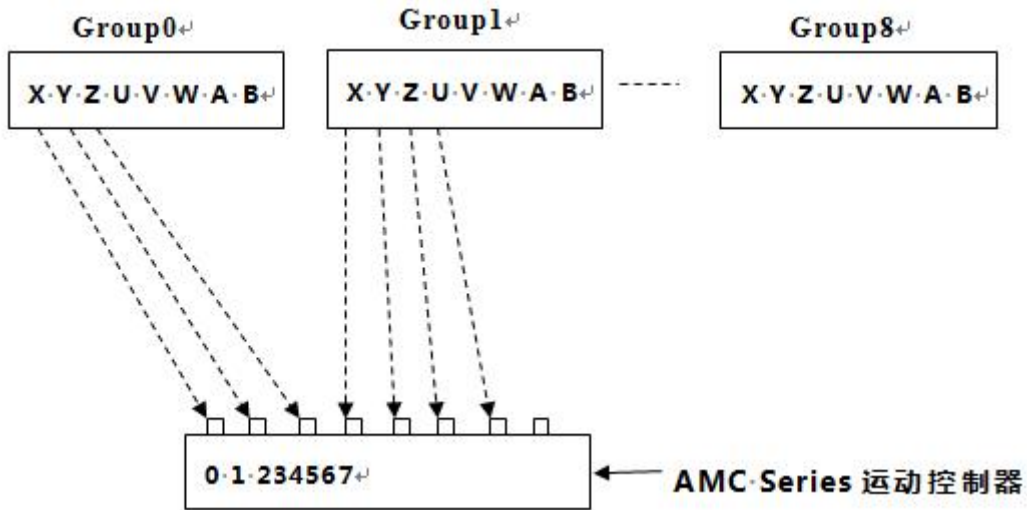 Group0↵ Group1↵ Group8↵
X·Y·Z·U·V·W·A·B↵ X·Y·Z·U·V·W·A·B↵ X·Y·Z·U·V·W·A·B↵
0·1·234567↵
AMC·Series 运动控制器